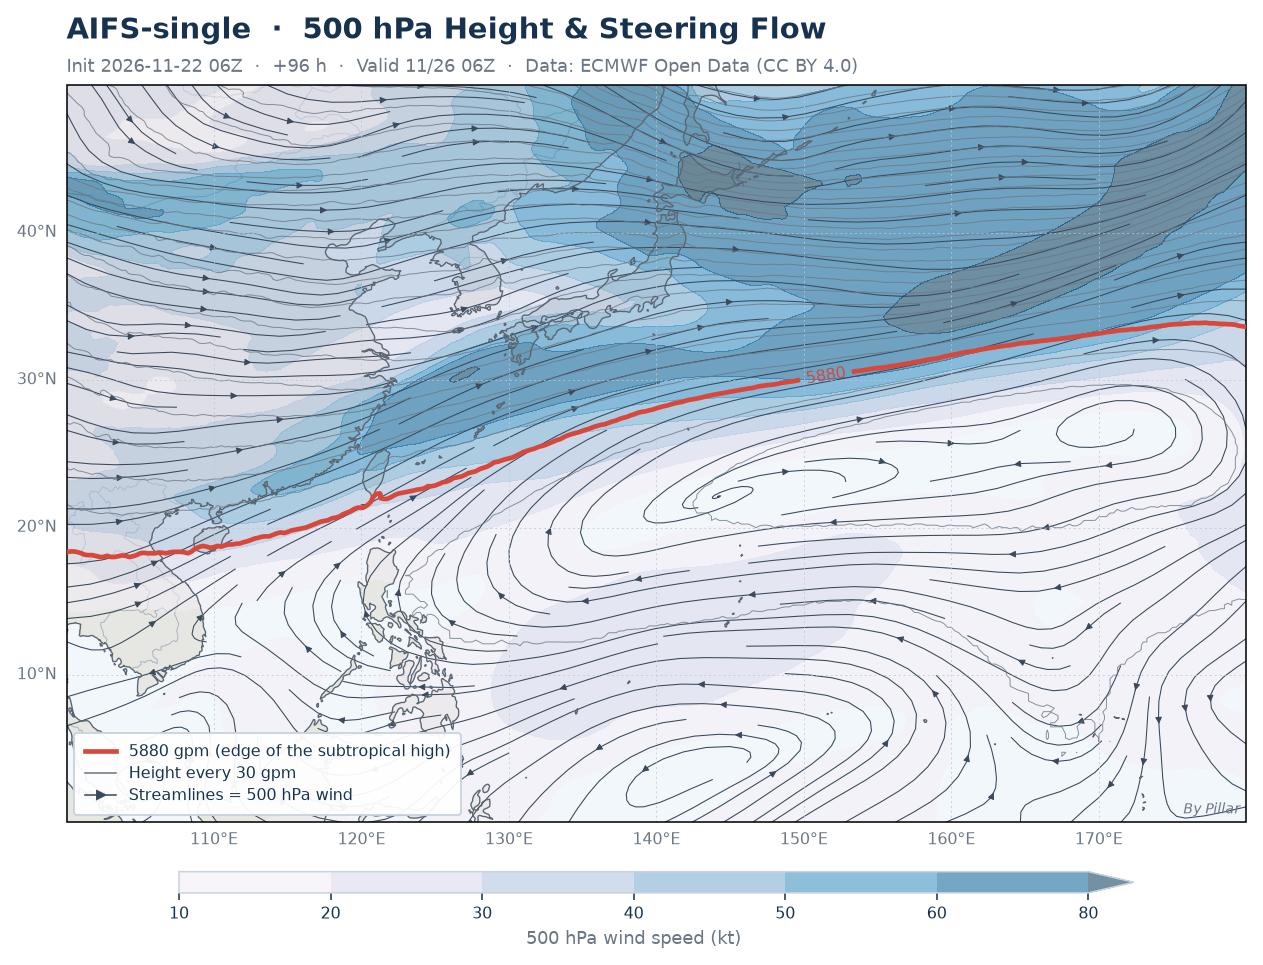 AIFS-single · 500 hPa Height & Steering Flow
Init 2026-11-22 06Z · +96 h · Valid 11/26 06Z · Data: ECMWF Open Data (CC BY 4.0)
40°N
30°N
20°N
10°N
5880
5880 gpm (edge of the subtropical high)
Height every 30 gpm
Streamlines = 500 hPa wind
By Pillar
110°E 120°E 130°E 140°E 150°E 160°E 170°E
10 20 30 40 50 60 80
500 hPa wind speed (kt)